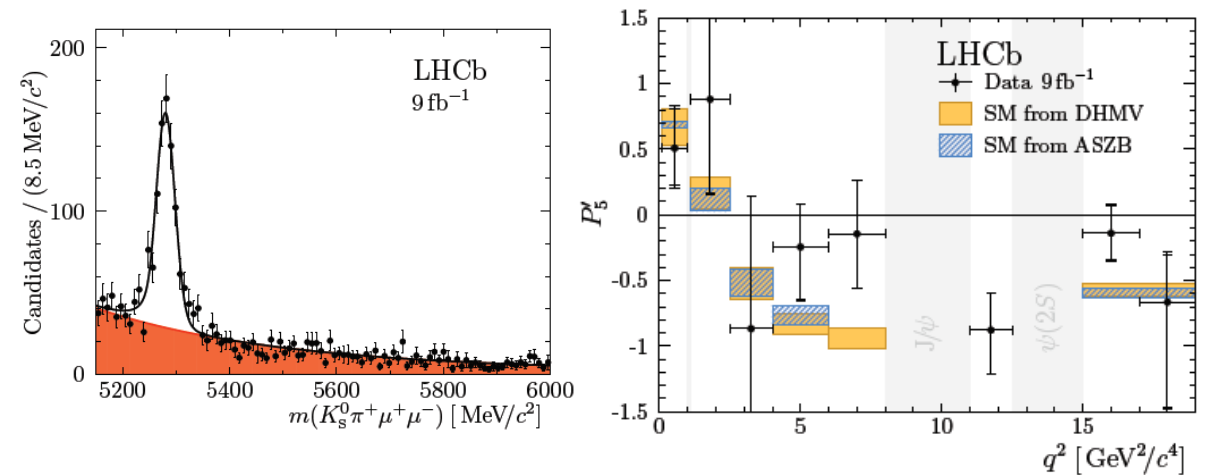 200
100
0
5200
5400
5600
5800
6000
Candidates / (8.5 MeV/c²)
LHCb
9 fb⁻¹
m(K⁰ₛπ⁺μ⁺μ⁻) [MeV/c²]
1.5
1
0.5
0
-0.5
-1
-1.5
0
5
10
15
P′₅
LHCb
Data 9 fb⁻¹
SM from DHMV
SM from ASZB
J/ψ
ψ(2S)
q² [GeV²/c⁴]